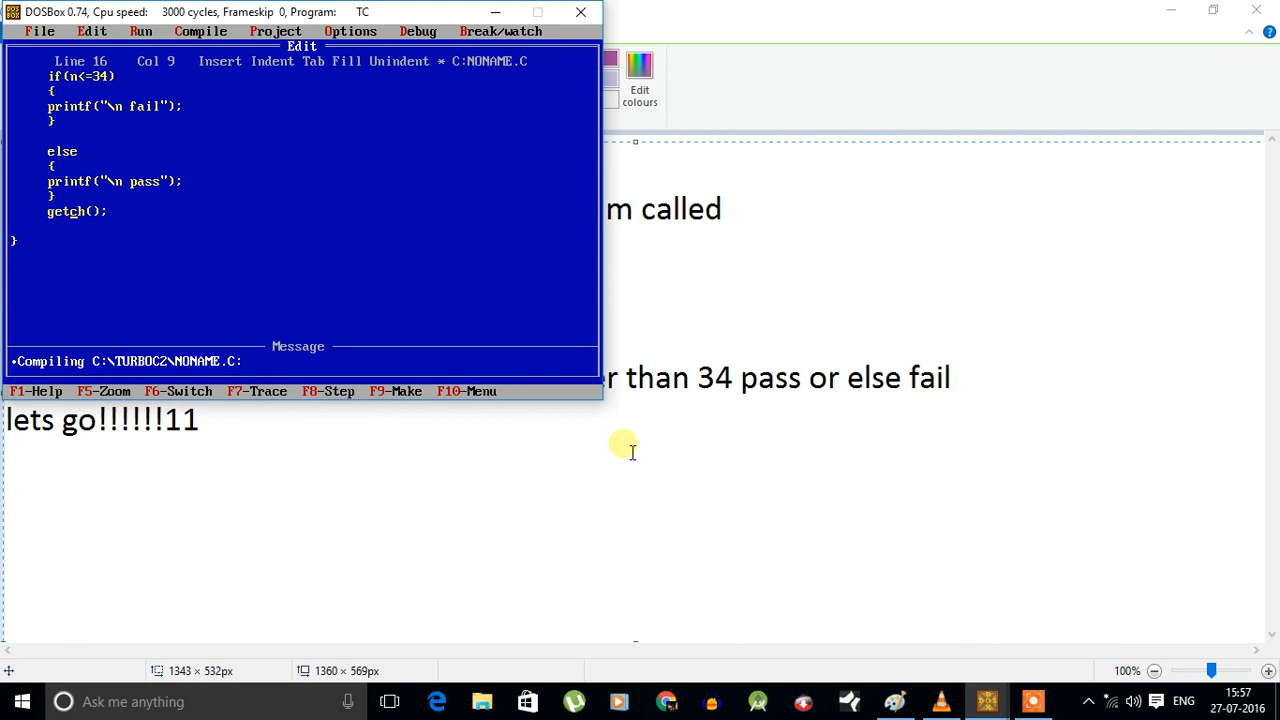 DOSBox 0.74, Cpu speed: 3000 cycles, Frameskip 0, Program: TC
File Edit Run Compile Project Options Debug Break/watch
Edit
Line 16 Col 9 Insert Indent Tab Fill Unindent * C:NONAME.C
if(n<=34)
{
printf("\n fail");
}
else
{
printf("\n pass");
}
getch();
}
Message
•Compiling C:\TURBOC2\NONAME.C:
F1-Help F5-Zoom F6-Switch F7-Trace F8-Step F9-Make F10-Menu
Edit
colours
m called
er than 34 pass or else fail
lets go!!!!!!11
1343 × 532px
1360 × 569px
100%
Ask me anything
ENG
15:57
27-07-2016